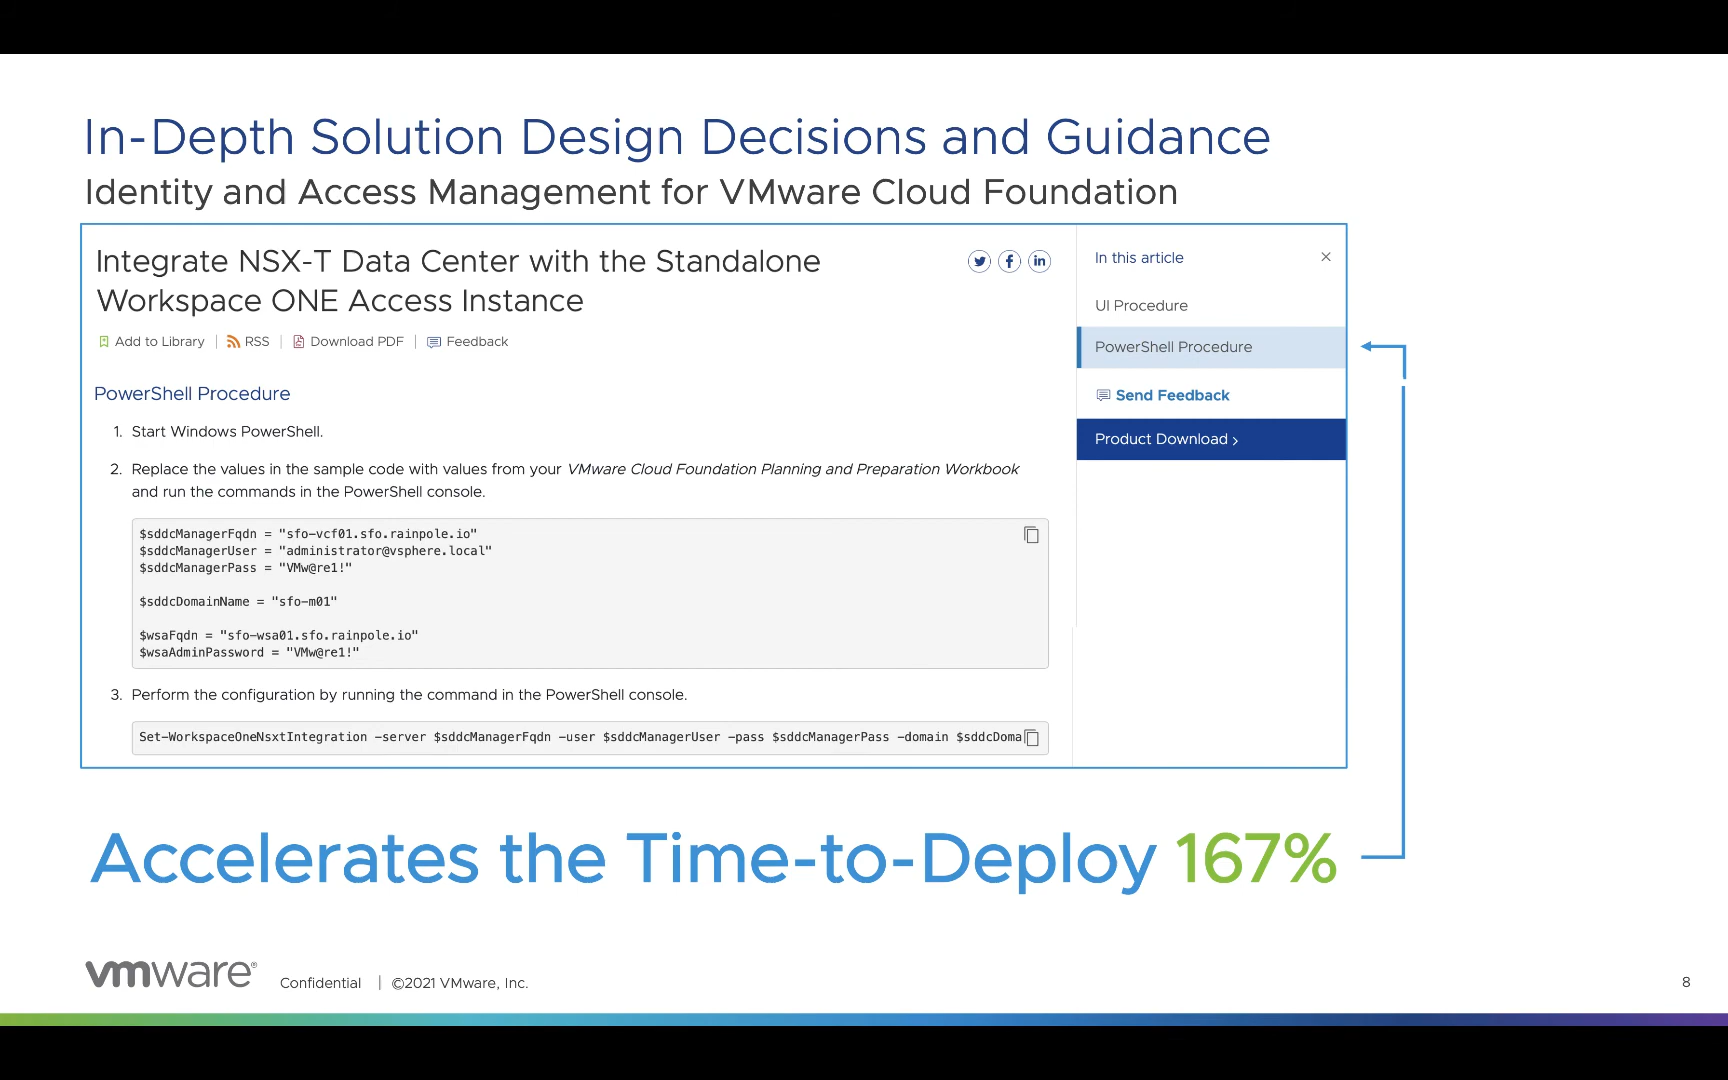 In-Depth Solution Design Decisions and Guidance
Identity and Access Management for VMware Cloud Foundation
Integrate NSX-T Data Center with the Standalone
Workspace ONE Access Instance
Add to Library | RSS | Download PDF | Feedback
PowerShell Procedure
1. Start Windows PowerShell.
2. Replace the values in the sample code with values from your VMware Cloud Foundation Planning and Preparation Workbook
and run the commands in the PowerShell console.
$sddcManagerFqdn = "sfo-vcf01.sfo.rainpole.io"
$sddcManagerUser = "administrator@vsphere.local"
$sddcManagerPass = "VMw@re1!"
$sddcDomainName = "sfo-m01"
$wsaFqdn = "sfo-wsa01.sfo.rainpole.io"
$wsaAdminPassword = "VMw@re1!"
3. Perform the configuration by running the command in the PowerShell console.
Set-WorkspaceOneNsxtIntegration -server $sddcManagerFqdn -user $sddcManagerUser -pass $sddcManagerPass -domain $sddcDoma
In this article
UI Procedure
PowerShell Procedure
Send Feedback
Product Download ›
Accelerates the Time-to-Deploy 167%
vmware®
Confidential | ©2021 VMware, Inc.
8